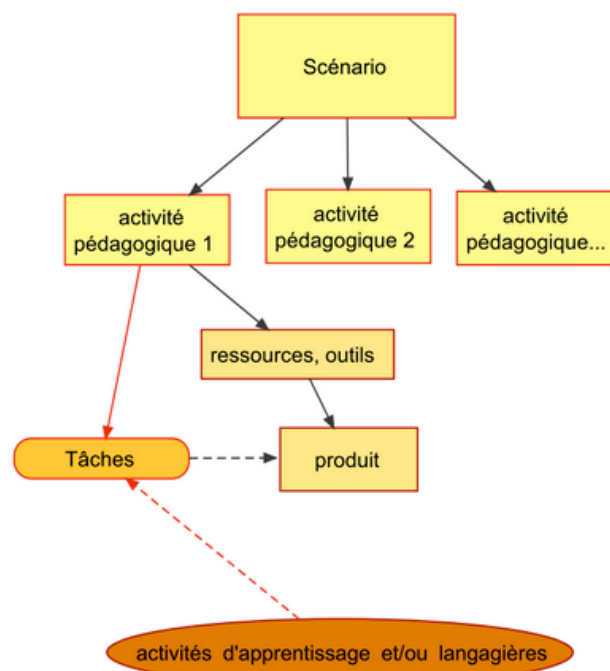 Scénario
activité
pédagogique 1
activité
pédagogique 2
activité
pédagogique...
ressources, outils
Tâches
produit
activités d'apprentissage et/ou langagières